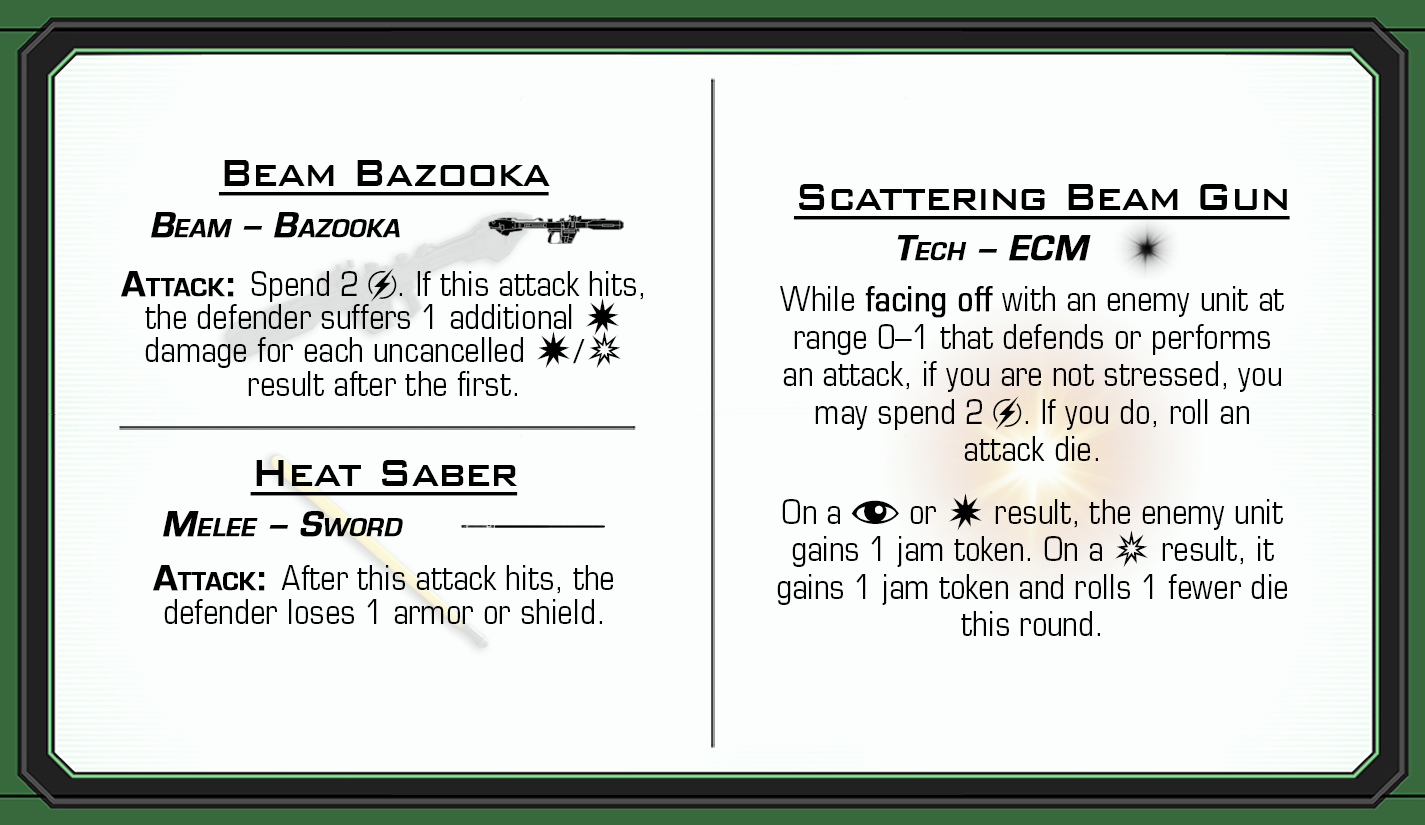 BEAM BAZOOKA
BEAM – BAZOOKA
ATTACK: Spend 2 . If this attack hits,
the defender suffers 1 additional
damage for each uncancelled /
result after the first.
HEAT SABER
MELEE – SWORD
ATTACK: After this attack hits, the
defender loses 1 armor or shield.
SCATTERING BEAM GUN
TECH – ECM
While facing off with an enemy unit at
range 0–1 that defends or performs
an attack, if you are not stressed, you
may spend 2 . If you do, roll an
attack die.
On a or result, the enemy unit
gains 1 jam token. On a result, it
gains 1 jam token and rolls 1 fewer die
this round.